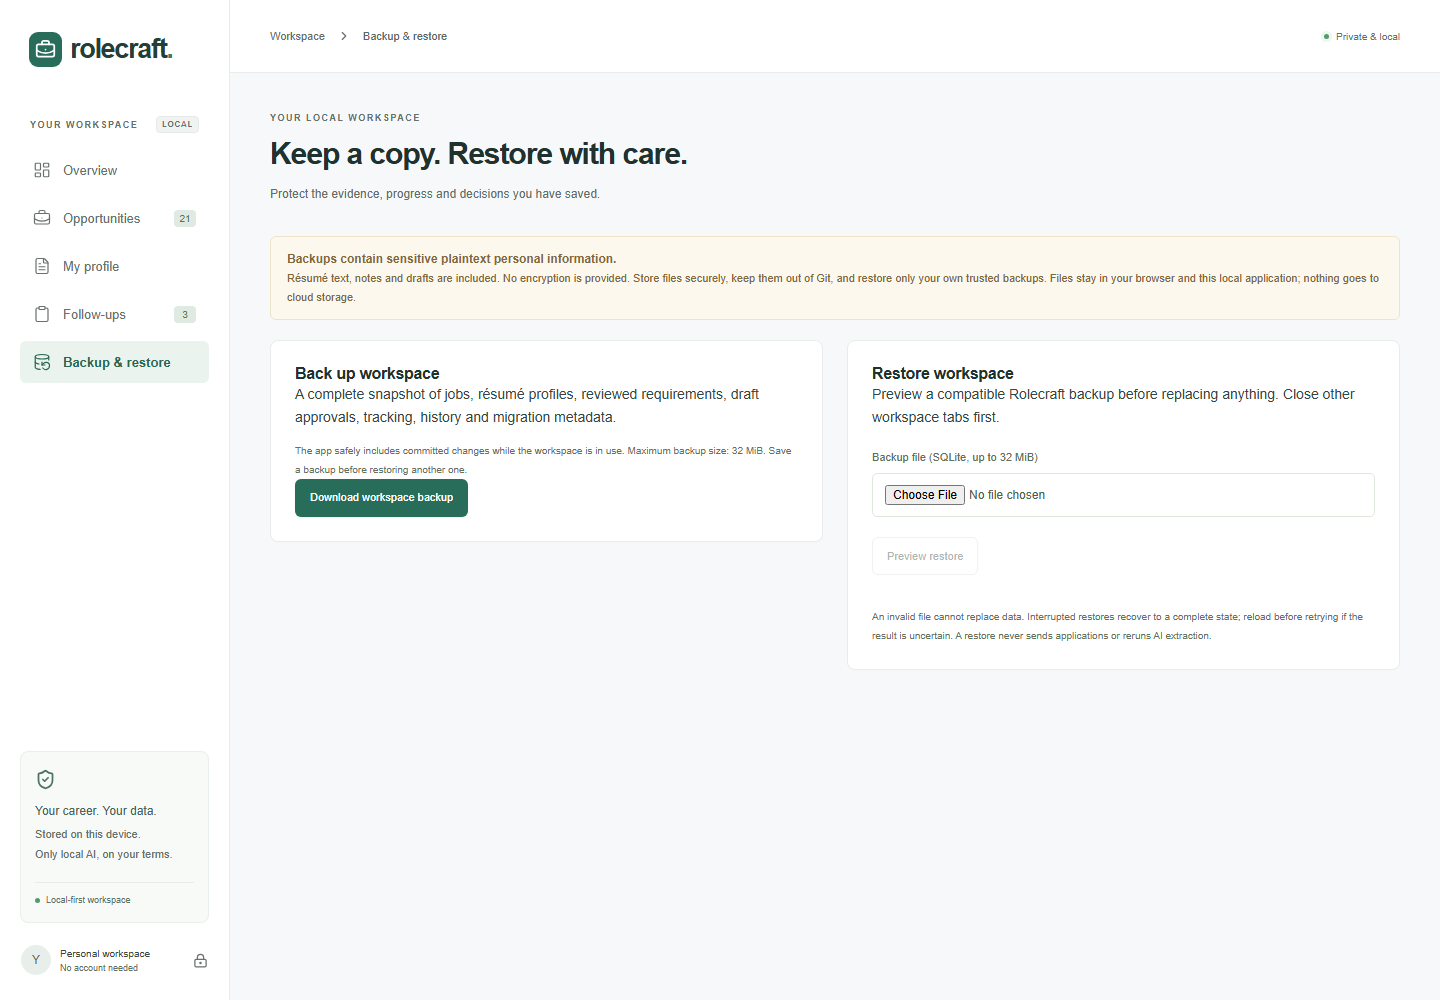 rolecraft.
YOUR WORKSPACE
LOCAL
Overview
Opportunities
21
My profile
Follow-ups
3
Backup & restore
Your career. Your data.
Stored on this device.
Only local AI, on your terms.
Local-first workspace
Y
Personal workspace
No account needed
Workspace
Backup & restore
Private & local
YOUR LOCAL WORKSPACE
Keep a copy. Restore with care.
Protect the evidence, progress and decisions you have saved.
Backups contain sensitive plaintext personal information.
Résumé text, notes and drafts are included. No encryption is provided. Store files securely, keep them out of Git, and restore only your own trusted backups. Files stay in your browser and this local application; nothing goes to
cloud storage.
Back up workspace
A complete snapshot of jobs, résumé profiles, reviewed requirements, draft
approvals, tracking, history and migration metadata.
The app safely includes committed changes while the workspace is in use. Maximum backup size: 32 MiB. Save
a backup before restoring another one.
Download workspace backup
Restore workspace
Preview a compatible Rolecraft backup before replacing anything. Close other
workspace tabs first.
Backup file (SQLite, up to 32 MiB)
Choose File No file chosen
Preview restore
An invalid file cannot replace data. Interrupted restores recover to a complete state; reload before retrying if the
result is uncertain. A restore never sends applications or reruns AI extraction.